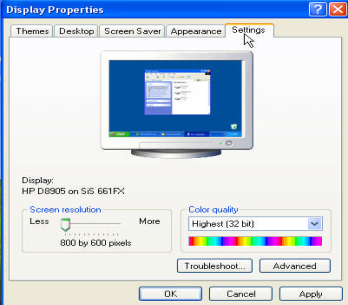 Display Properties
Themes Desktop Screen Saver Appearance Settings
Display:
HP D8905 on SiS 661FX
Screen resolution
Less More
800 by 600 pixels
Color quality
Highest (32 bit)
Troubleshoot... Advanced
OK Cancel Apply